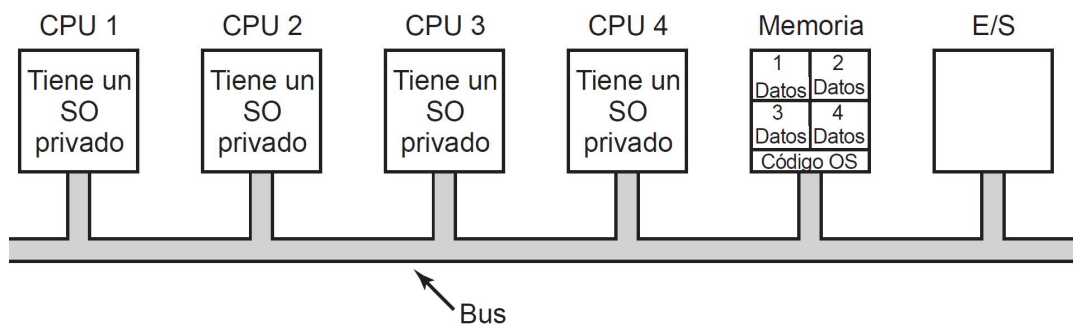 CPU 1
CPU 2
CPU 3
CPU 4
Memoria
E/S
Tiene un
SO
privado
Tiene un
SO
privado
Tiene un
SO
privado
Tiene un
SO
privado
1
Datos
2
Datos
3
Datos
4
Datos
Código OS
Bus